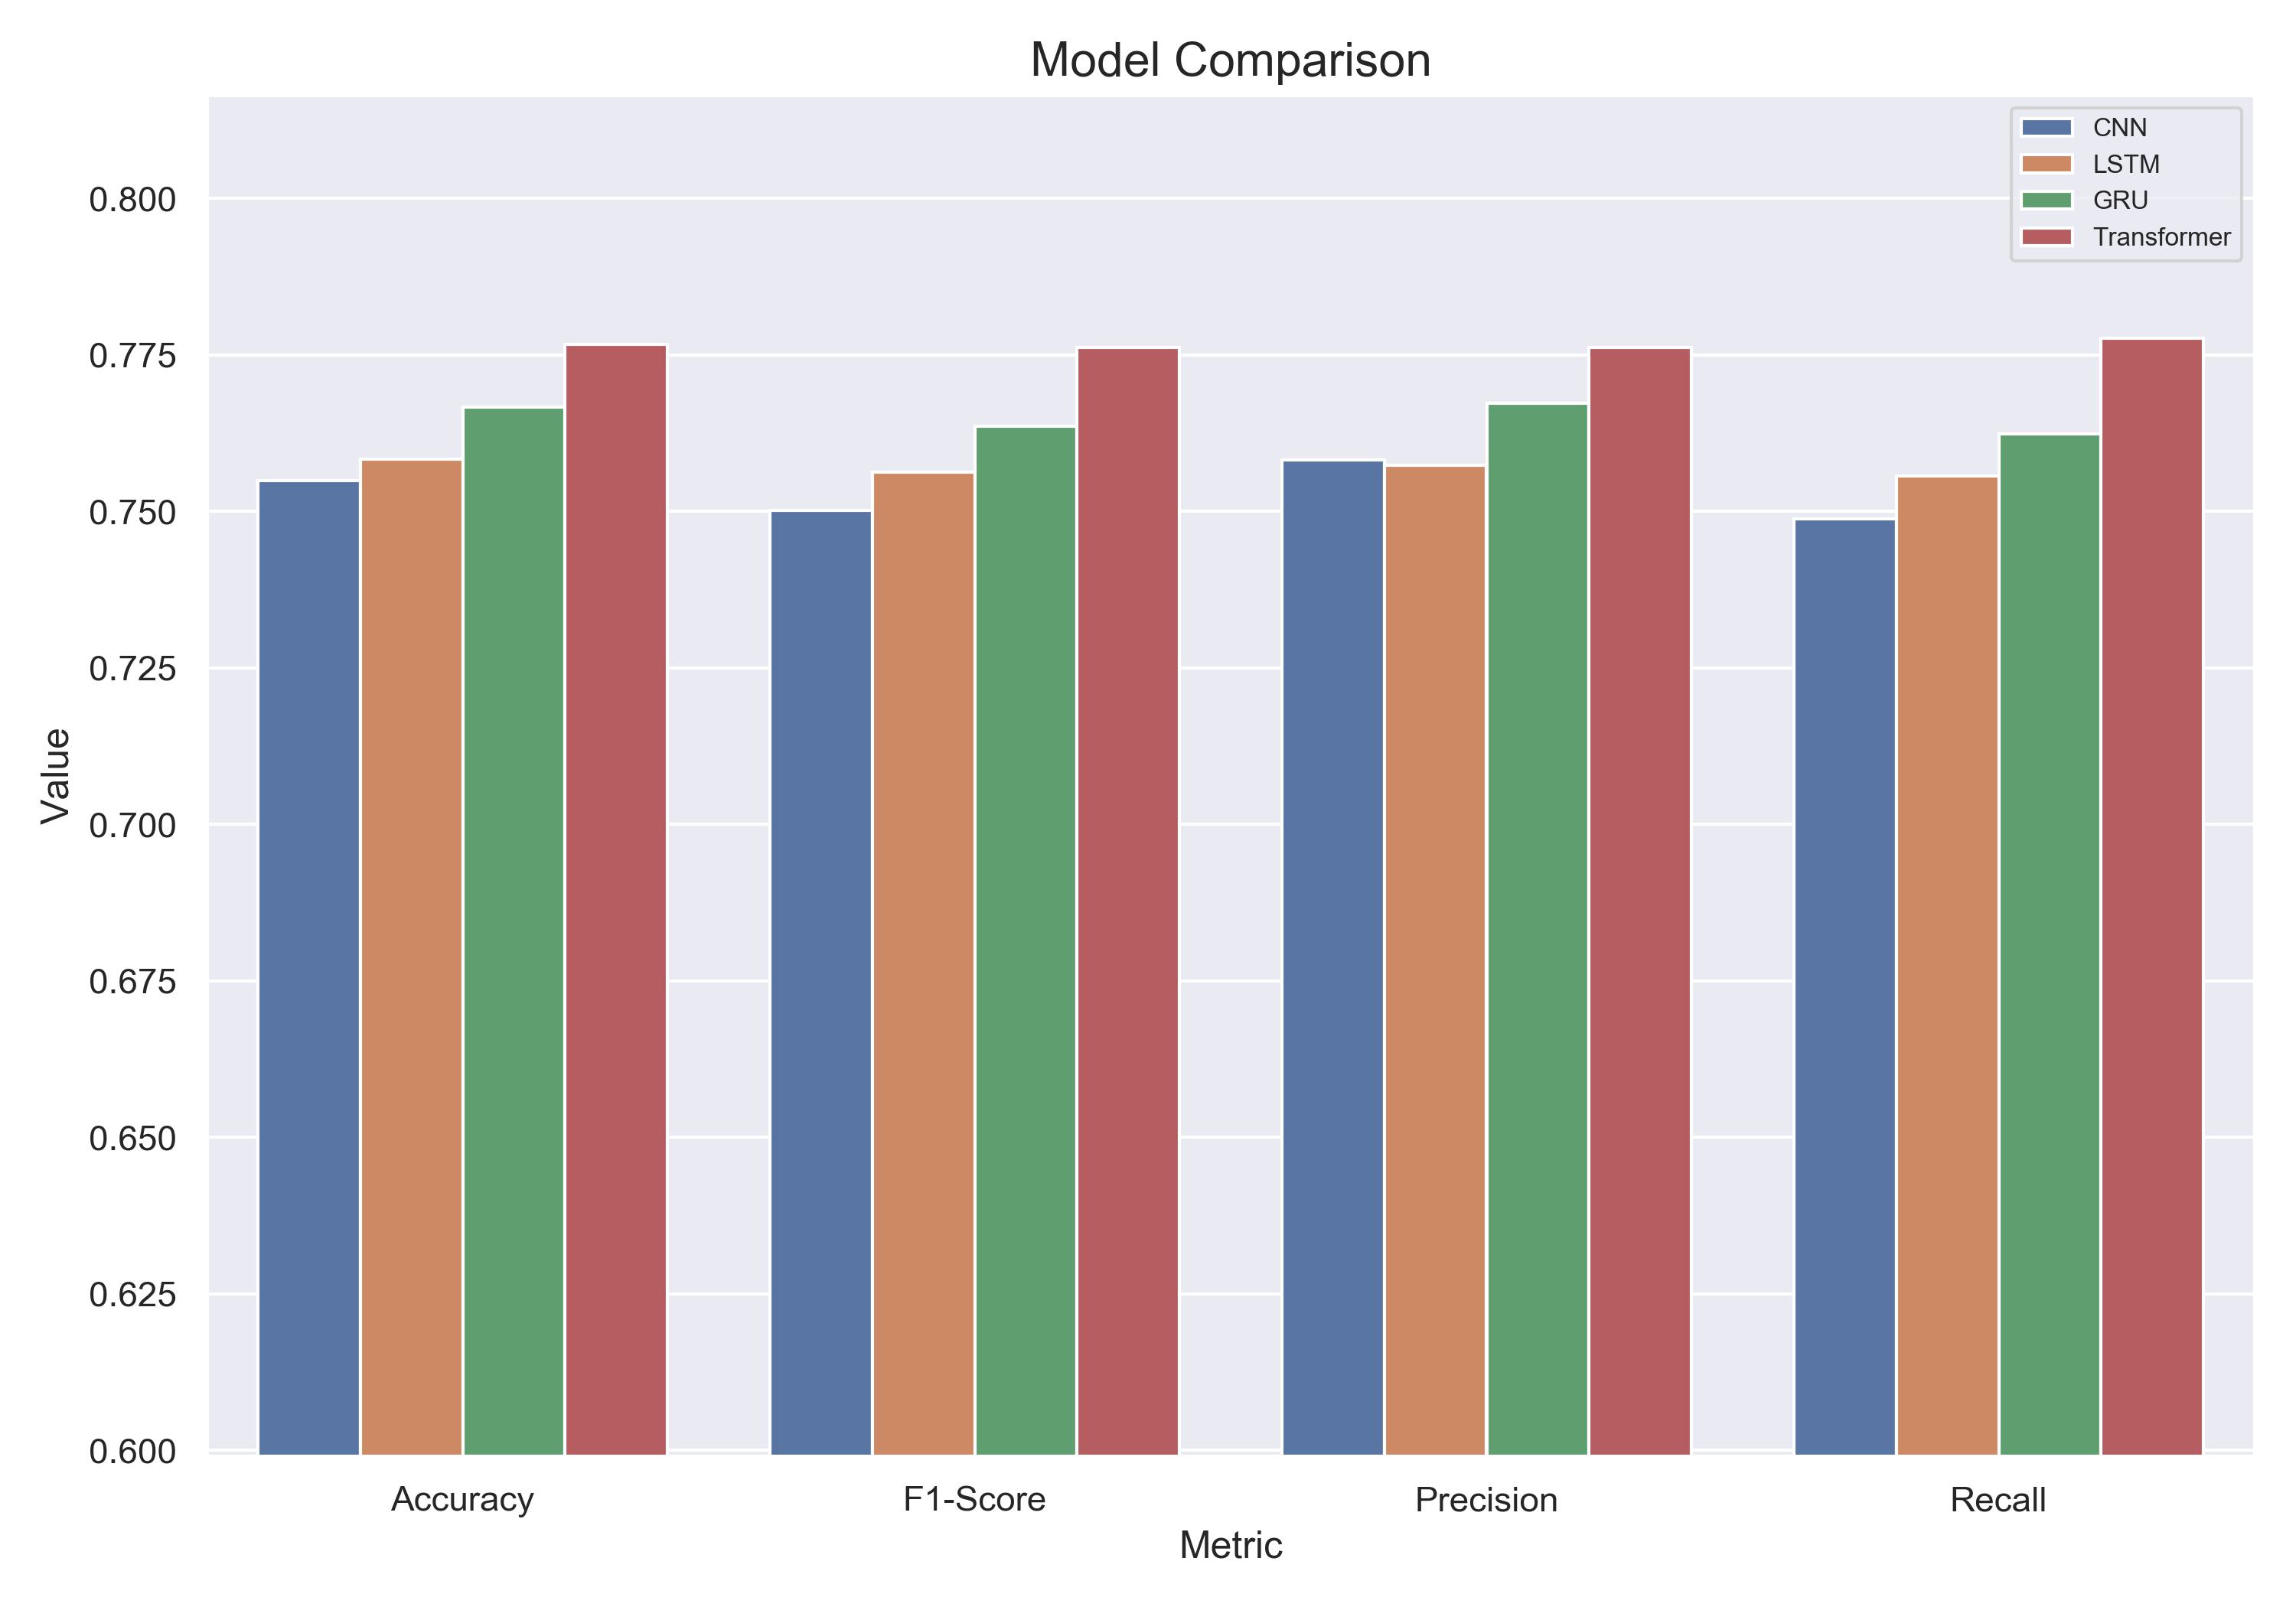 Model Comparison
CNN
LSTM
GRU
Transformer
0.800
0.775
0.750
0.725
0.700
0.675
0.650
0.625
0.600
Value
Accuracy
F1-Score
Precision
Recall
Metric